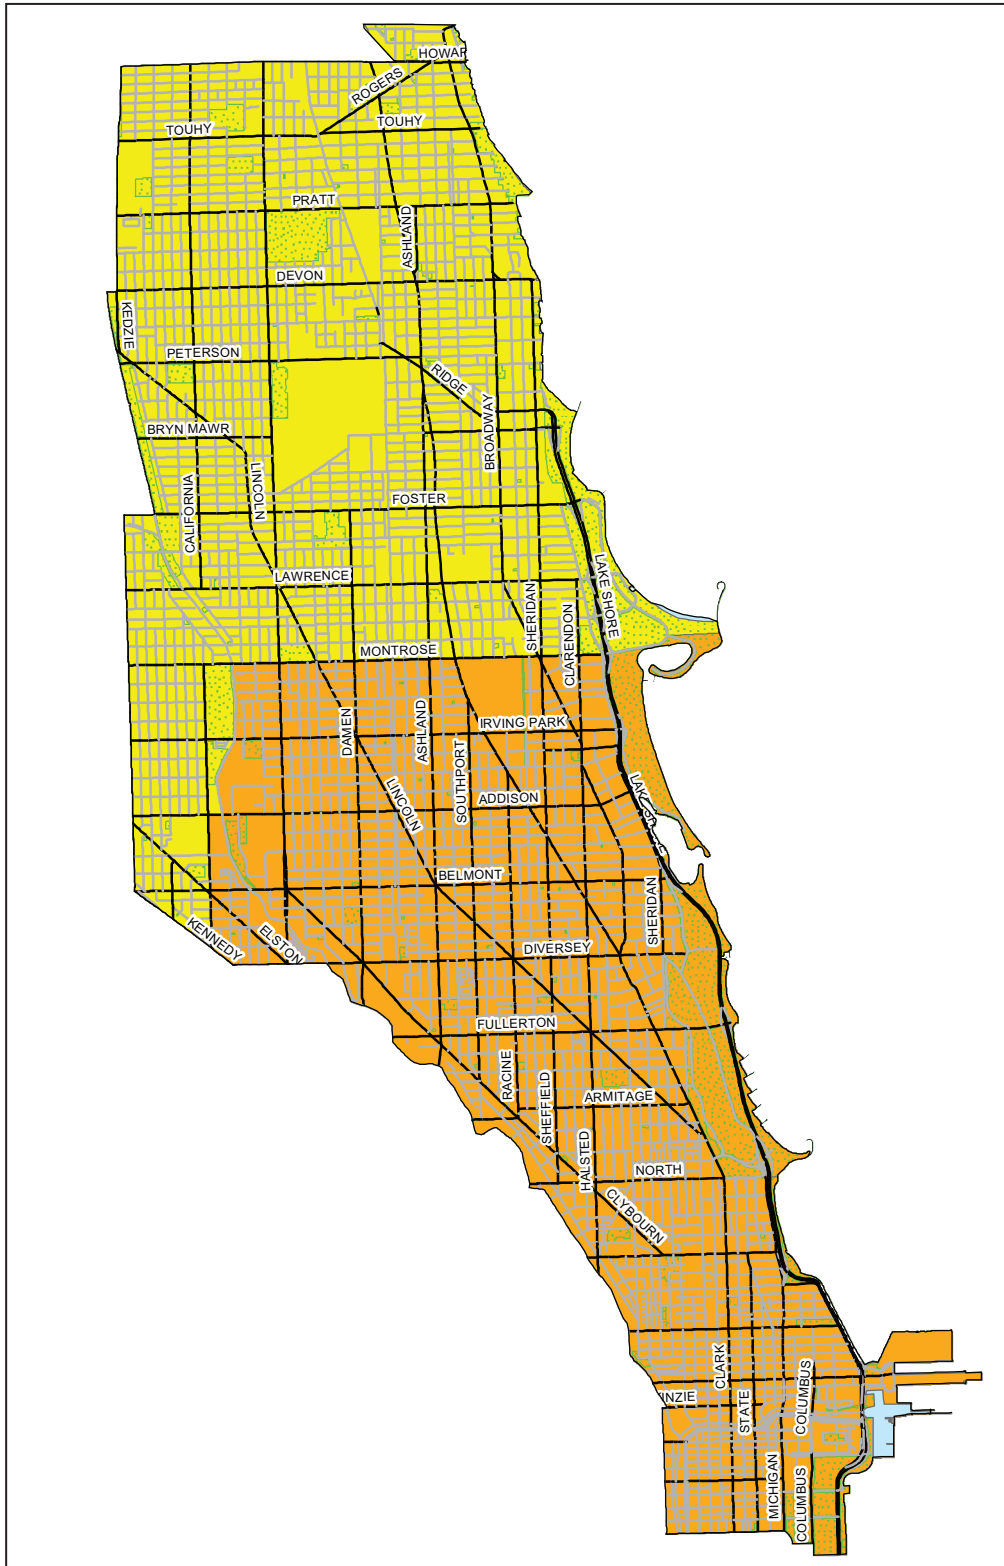 HOWAR
ROGERS
TOUHY
TOUHY
PRATT
ASHLAND
DEVON
KEDZIE
PETERSON
RIDGE
BROADWAY
BRYN MAWR
LINCOLN
CALIFORNIA
FOSTER
LAKE SHORE
LAWRENCE
SHERIDAN
CLARENDON
MONTROSE
DAMEN
ASHLAND
IRVING PARK
SOUTHPORT
LINCOLN
ADDISON
BELMONT
SHERIDAN
KENNEDY
ELSTON
DIVERSEY
FULLERTON
RACINE
SHEFFIELD
ARMITAGE
HALSTED
NORTH
CLYBOURN
CLARK
COLUMBUS
INZIE
STATE
MICHIGAN
COLUMBUS